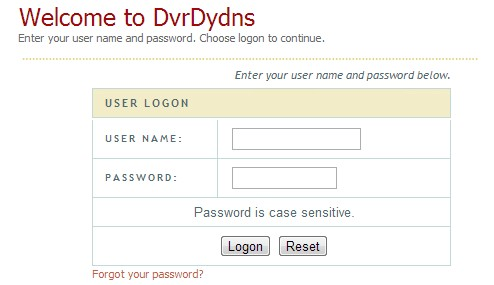 Welcome to DvrDydns
Enter your user name and password. Choose logon to continue.
Enter your user name and password below.
USER LOGON
USER NAME:
PASSWORD:
Password is case sensitive.
Logon Reset
Forgot your password?